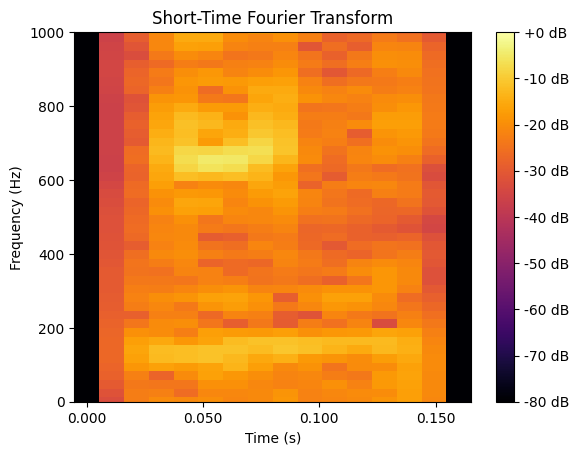 Short-Time Fourier Transform
1000
800
600
400
200
0
Frequency (Hz)
0.000
0.050
0.100
0.150
Time (s)
+0 dB
-10 dB
-20 dB
-30 dB
-40 dB
-50 dB
-60 dB
-70 dB
-80 dB